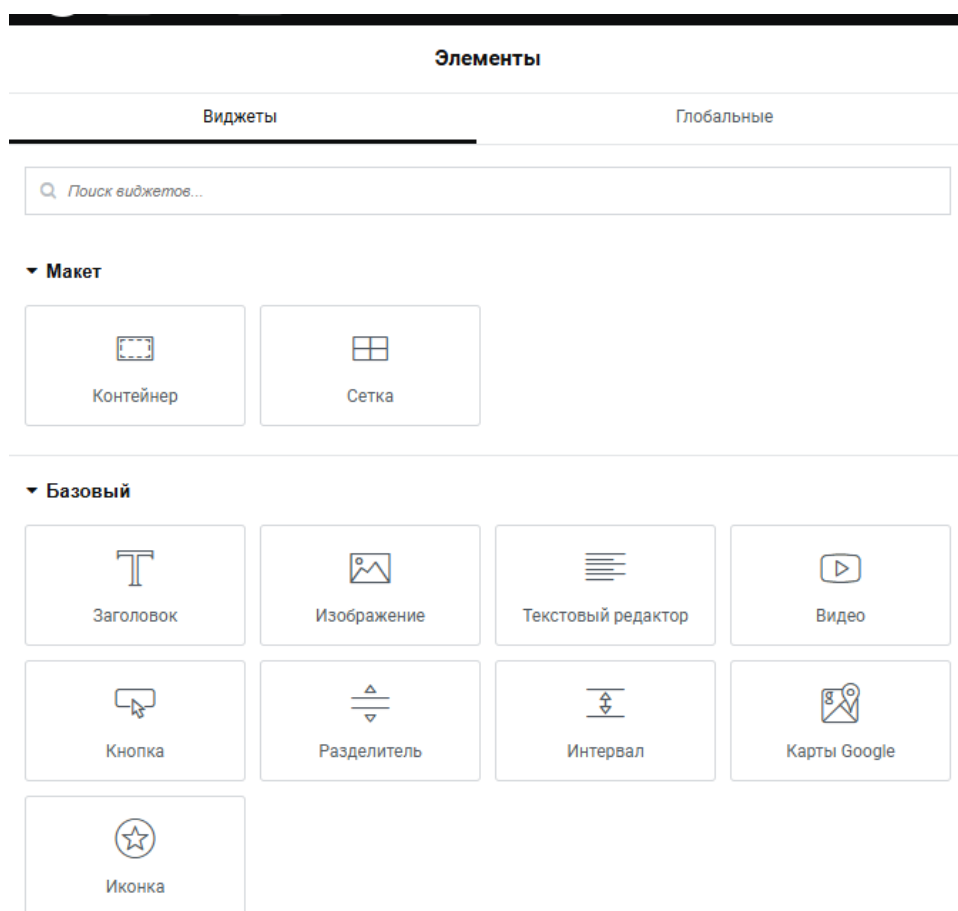 Элементы
Виджеты Глобальные
Поиск виджетов...
Макет
Контейнер Сетка
Базовый
Заголовок Изображение Текстовый редактор Видео
Кнопка Разделитель Интервал Карты Google
Иконка